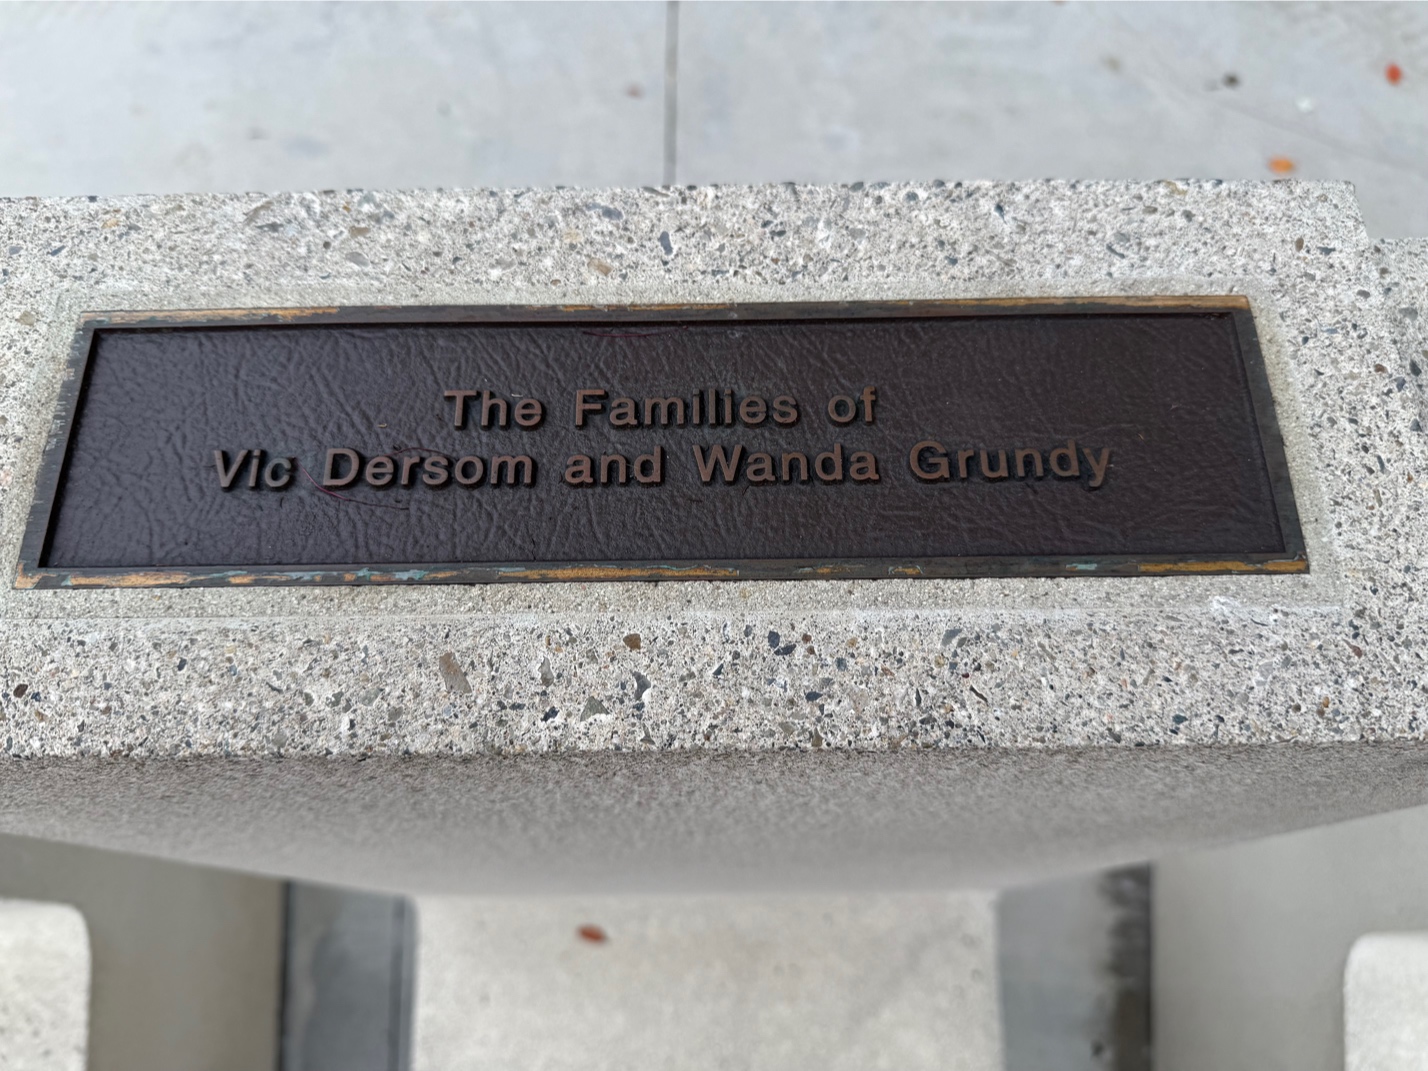 The Families of
Vic Dersom and Wanda Grundy